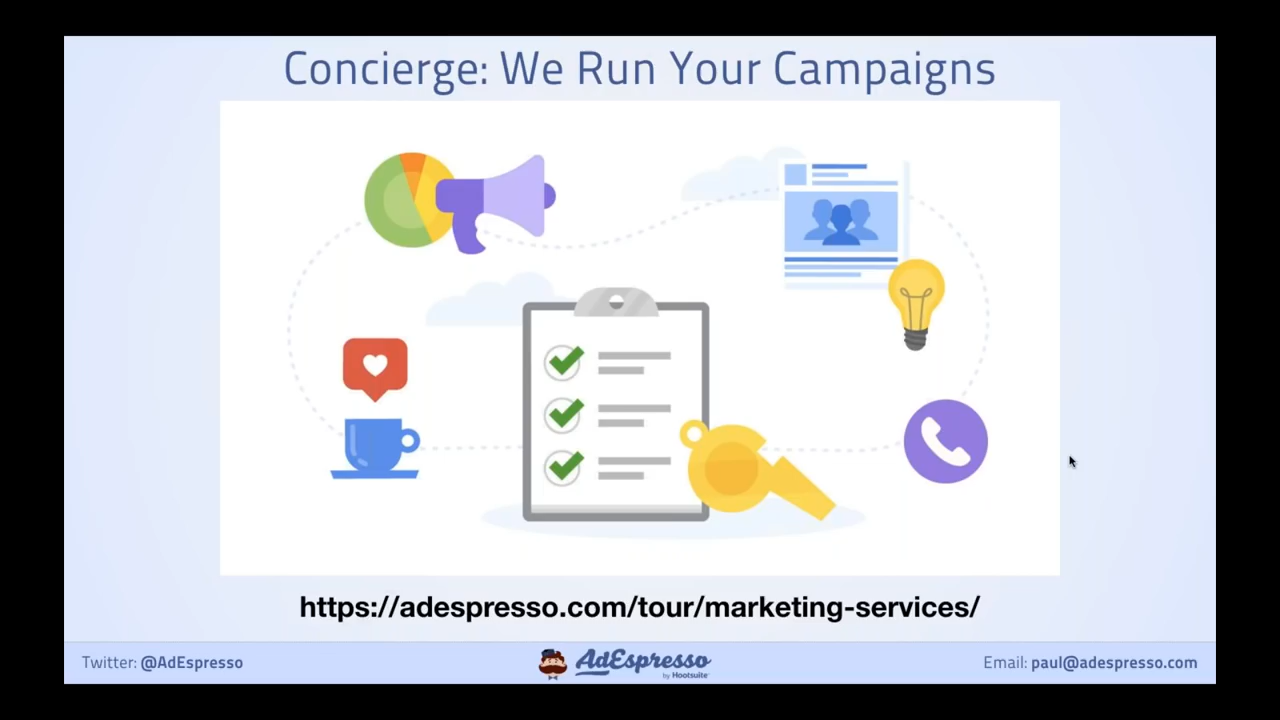 Concierge: We Run Your Campaigns
https://adespresso.com/tour/marketing-services/
Twitter: @AdEspresso
AdEspresso
by Hootsuite
Email: paul@adespresso.com